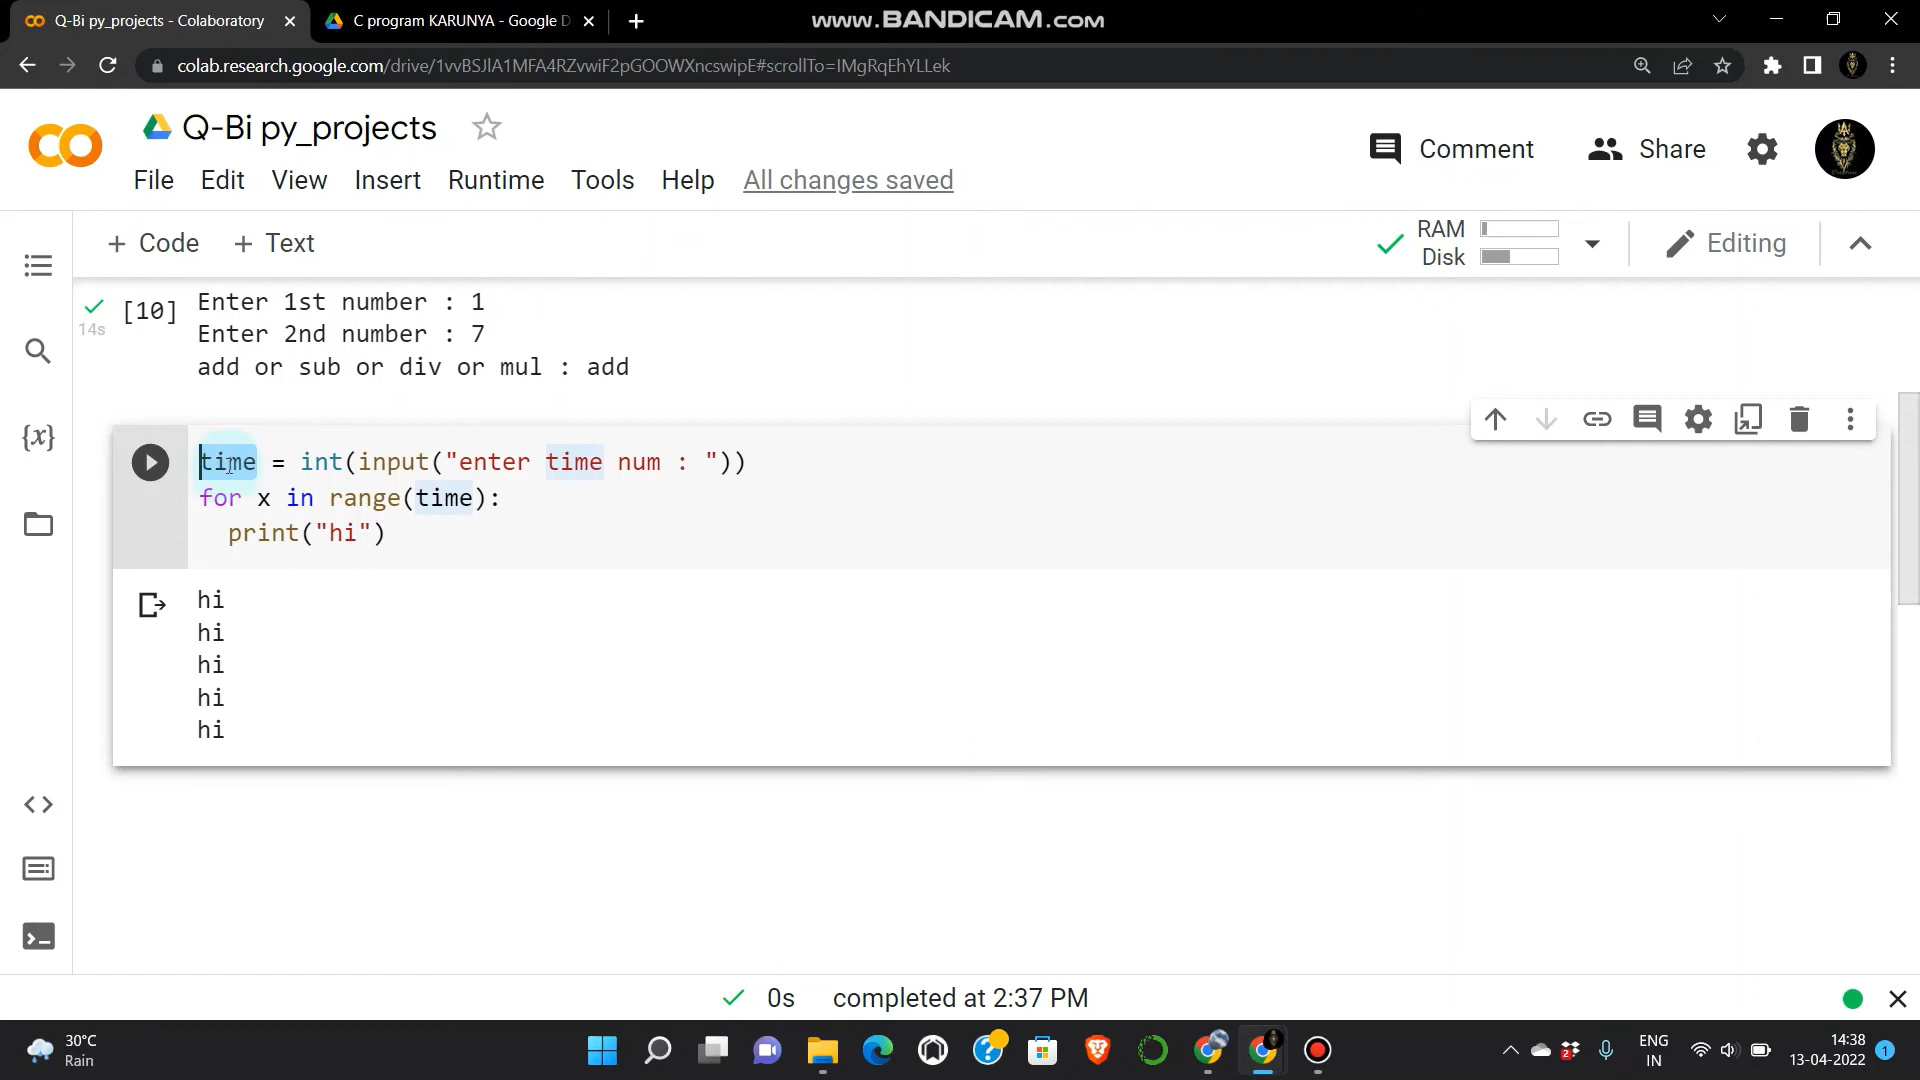 Q-Bi py_projects - Colaboratory
C program KARUNYA - Google D
www.BANDICAM.com
colab.research.google.com/drive/1vvBSJlA1MFA4RZvwiF2pGOOWXncswipE#scrollTo=IMgRqEhYLLek
Q-Bi py_projects
Comment
Share
File Edit View Insert Runtime Tools Help All changes saved
+ Code + Text
RAM
Disk
Editing
[10]
14s
Enter 1st number : 1
Enter 2nd number : 7
add or sub or div or mul : add
time = int(input("enter time num : "))
for x in range(time):
print("hi")
hi
hi
hi
hi
hi
0s completed at 2:37 PM
30°C
Rain
ENG
IN
14:38
13-04-2022
1
2